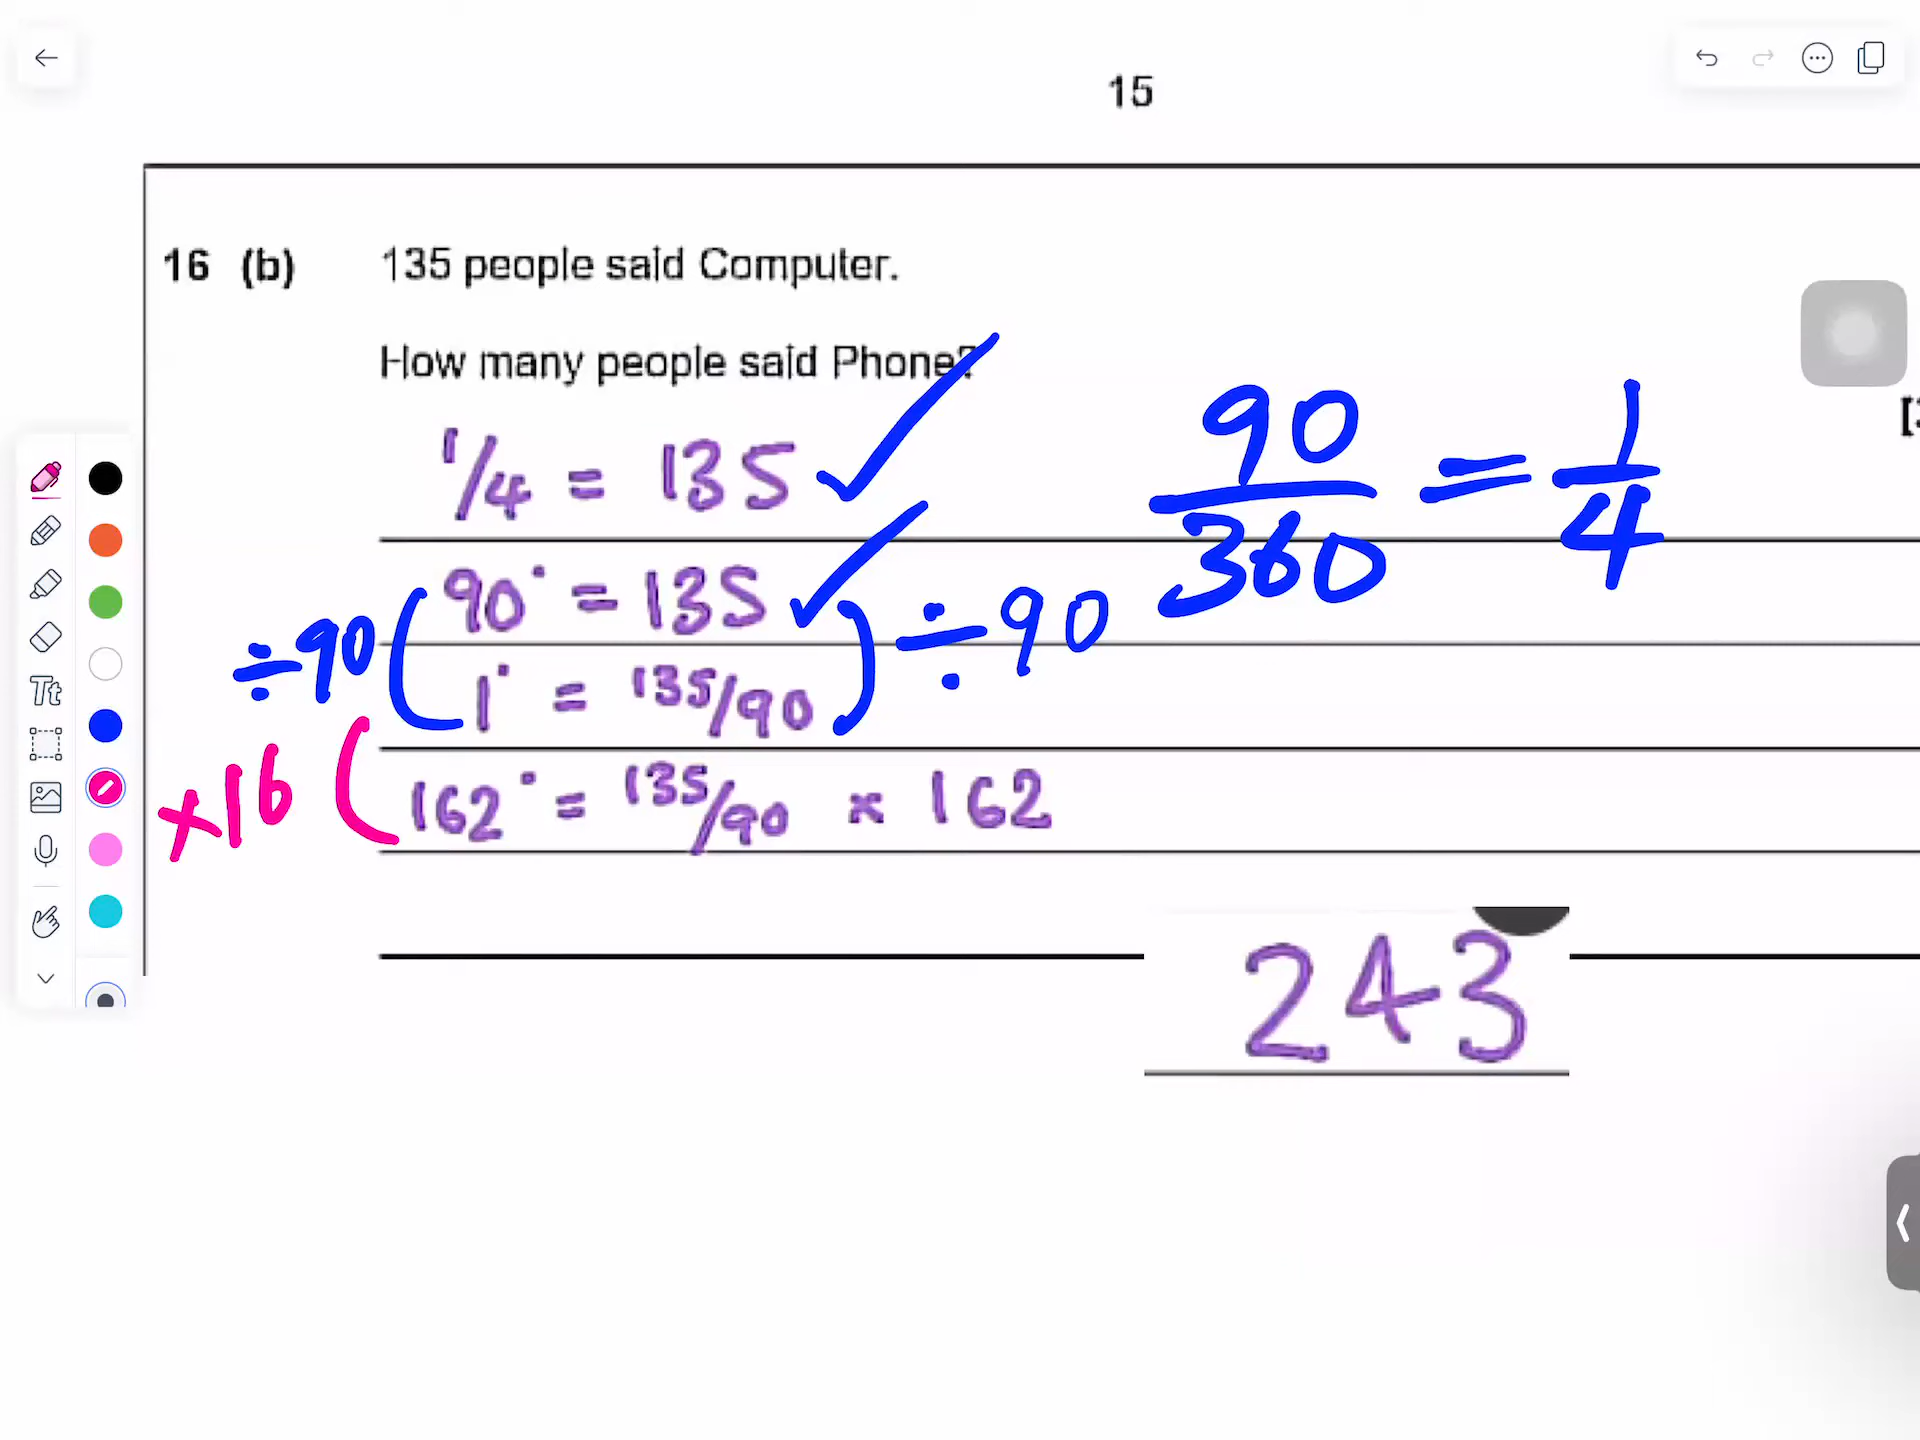 15
16 (b) 135 people said Computer.
How many people said Phone?
1/4 = 135 ✓ 90/360 = 1/4
÷90 ( 90° = 135 ✓ ) ÷90
1° = 135/90
×16 ( 162° = 135/90 × 162
243
Tt